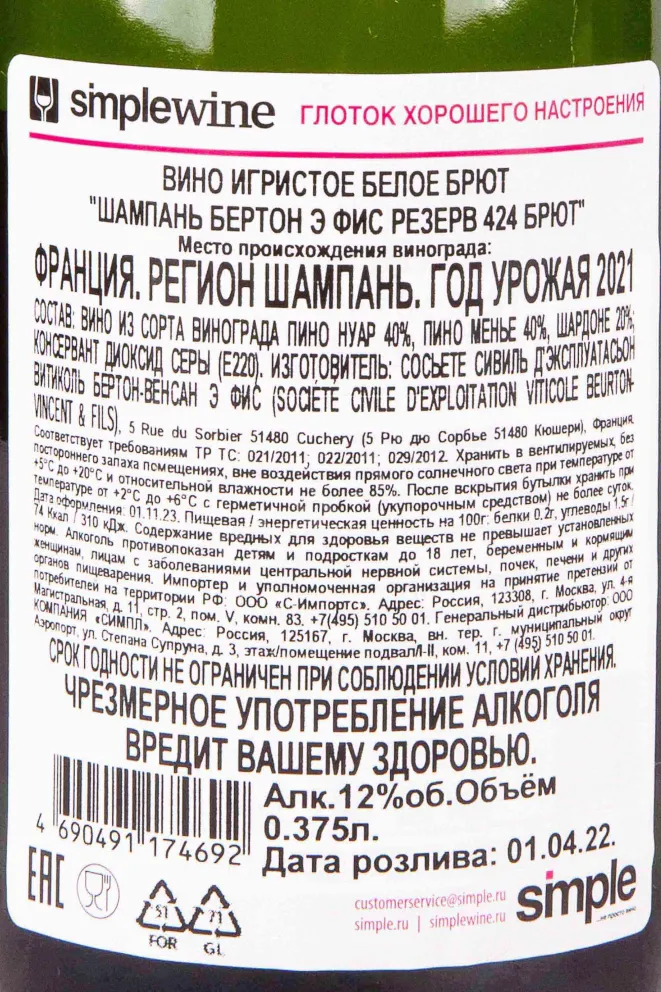 simplewine ГЛОТОК ХОРОШЕГО НАСТРОЕНИЯ
ВИНО ИГРИСТОЕ БЕЛОЕ БРЮТ
"ШАМПАНЬ БЕРТОН Э ФИС РЕЗЕРВ 424 БРЮТ"
Место происхождения винограда:
ФРАНЦИЯ. РЕГИОН ШАМПАНЬ. ГОД УРОЖАЯ 2021
СОСТАВ: ВИНО ИЗ СОРТА ВИНОГРАДА ПИНО НУАР 40%, ПИНО МЕНЬЕ 40%, ШАРДОНЕ 20%;
КОНСЕРВАНТ ДИОКСИД СЕРЫ (Е220). ИЗГОТОВИТЕЛЬ: СОСЬЕТЕ СИВИЛЬ Д'ЭКСПЛУАТАСЬОН
ВИТИКОЛЬ БЕРТОН-ВЕНСАН Э ФИС (SOCIÉTÉ CIVILE D'EXPLOITATION VITICOLE BEURTON-
VINCENT & FILS), 5 Rue du Sorbier 51480 Cuchery (5 Рю дю Сорбье 51480 Кюшери), Франция.
Соответствует требованиям ТР ТС: 021/2011; 022/2011; 029/2012. Хранить в вентилируемых, без
постороннего запаха помещениях, вне воздействия прямого солнечного света при температуре от
+5°С до +20°С и относительной влажности не более 85%. После вскрытия бутылки хранить при
температуре от +2°С до +6°С с герметичной пробкой (укупорочным средством) не более суток.
Дата оформления: 01.11.23. Пищевая / энергетическая ценность на 100г: белки 0.2г, углеводы 1,5г /
74 Ккал / 310 кДж. Содержание вредных для здоровья веществ не превышает установленных
норм. Алкоголь противопоказан детям и подросткам до 18 лет, беременным и кормящим
женщинам, лицам с заболеваниями центральной нервной системы, почек, печени и других
органов пищеварения. Импортер и уполномоченная организация на принятие претензий от
потребителей на территории РФ: ООО «С-Импортс». Адрес: Россия, 123308, г. Москва, ул. 4-я
Магистральная, д. 11, стр. 2, пом. V, комн. 83. +7(495) 510 50 01. Генеральный дистрибьютор: ООО
КОМПАНИЯ «СИМПЛ». Адрес: Россия, 125167, г. Москва, вн. тер. г. муниципальный округ
Аэропорт, ул. Степана Супруна, д. 3, этаж/помещение подвал/I-II, ком. 11, +7 (495) 510 50 01.
СРОК ГОДНОСТИ НЕ ОГРАНИЧЕН ПРИ СОБЛЮДЕНИИ УСЛОВИЙ ХРАНЕНИЯ.
ЧРЕЗМЕРНОЕ УПОТРЕБЛЕНИЕ АЛКОГОЛЯ
ВРЕДИТ ВАШЕМУ ЗДОРОВЬЮ.
Алк.12%об.Объём
0.375л.
Дата розлива: 01.04.22.
4 690491 174692
EAC
51
FOR
71
GL
customerservice@simple.ru
simple.ru | simplewine.ru
simple
...не просто вино